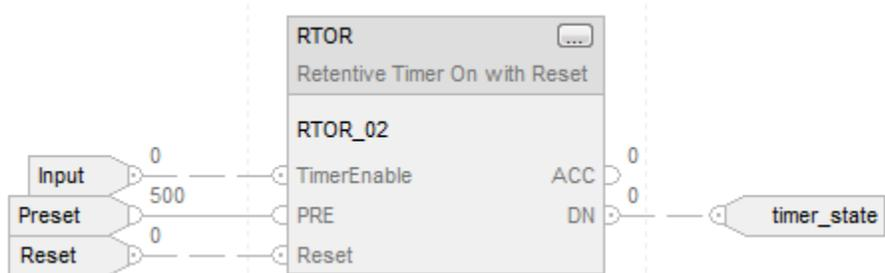 RTOR ...
Retentive Timer On with Reset
RTOR_02
0
Input TimerEnable ACC 0
500 0
Preset PRE DN timer_state
0
Reset Reset